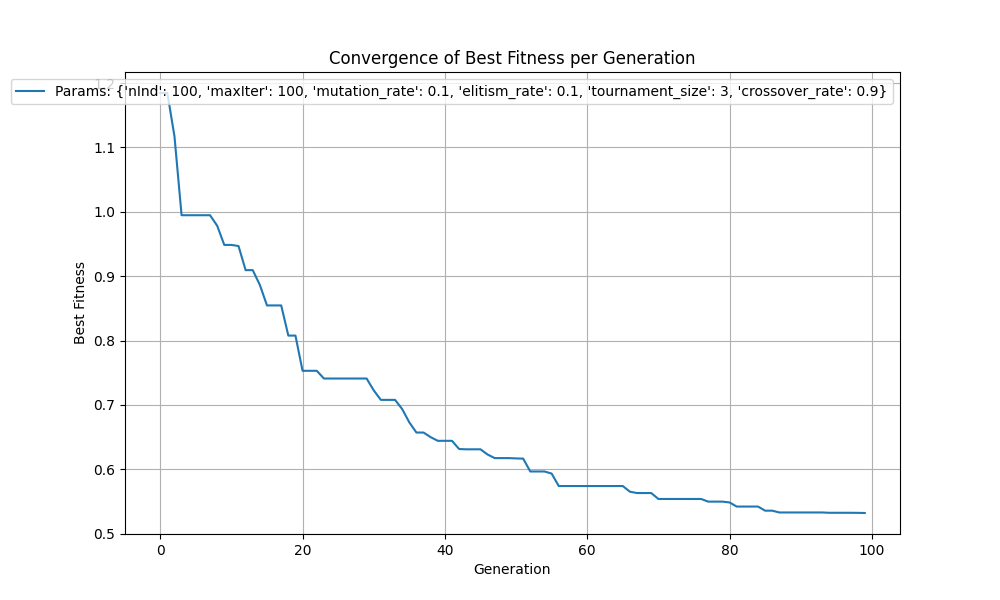 Convergence of Best Fitness per Generation
Params: {'nInd': 100, 'maxIter': 100, 'mutation_rate': 0.1, 'elitism_rate': 0.1, 'tournament_size': 3, 'crossover_rate': 0.9}
1.2
1.1
1.0
0.9
0.8
0.7
0.6
0.5
Best Fitness
0 20 40 60 80 100
Generation